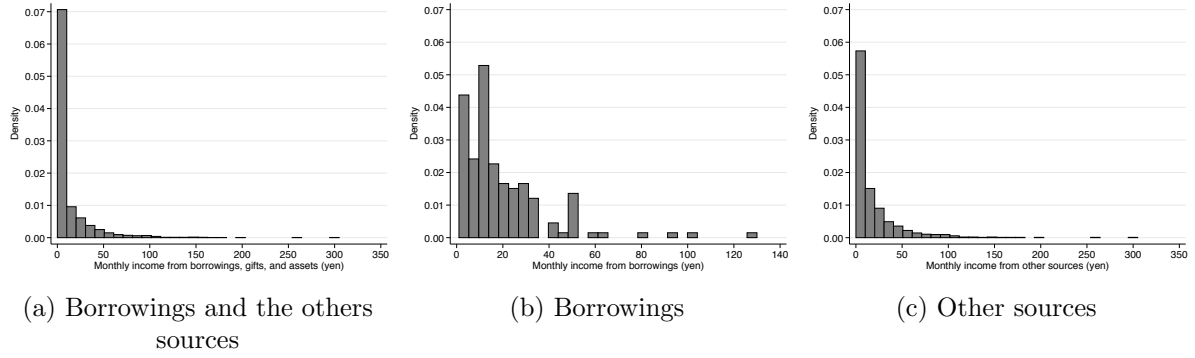 0.07
0.06
0.05
0.04
0.03
0.02
0.01
0.00
Density
0 50 100 150 200 250 300 350
Monthly income from borrowings, gifts, and assets (yen)
(a) Borrowings and the others
sources
0.07
0.06
0.05
0.04
0.03
0.02
0.01
0.00
Density
0 20 40 60 80 100 120 140
Monthly income from borrowings (yen)
(b) Borrowings
0.07
0.06
0.05
0.04
0.03
0.02
0.01
0.00
Density
0 50 100 150 200 250 300 350
Monthly income from other sources (yen)
(c) Other sources